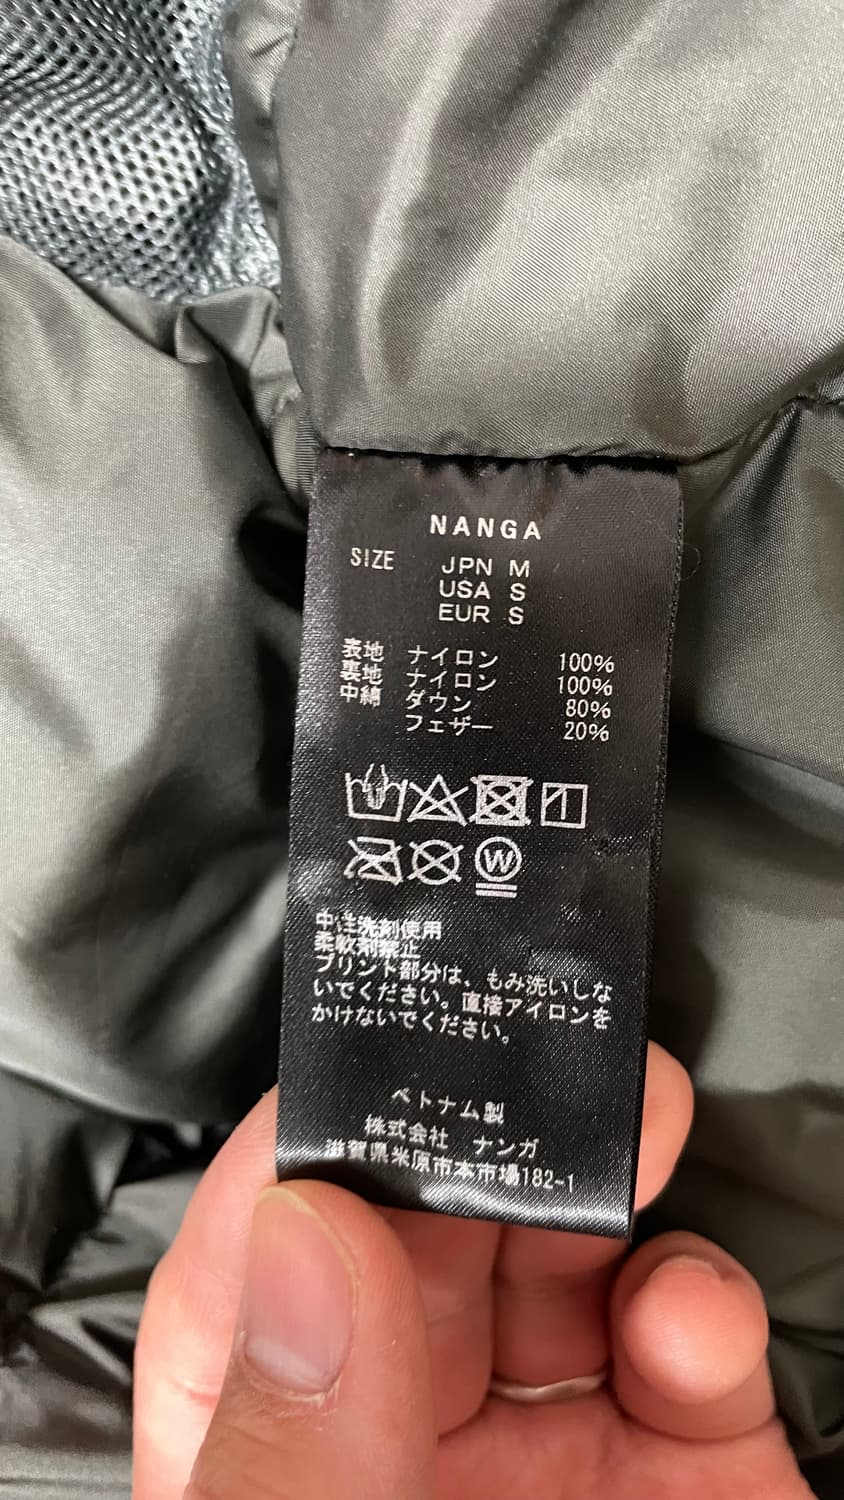 NANGA
SIZE JPN M
USA S
EUR S
表地 ナイロン 100%
裏地 ナイロン 100%
中綿 ダウン 80%
フェザー 20%
W
中性洗剤使用
柔軟剤禁止
プリント部分は、もみ洗いしな
いでください。直接アイロンを
かけないでください。
ベトナム製
株式会社 ナンガ
滋賀県米原市本市場182-1